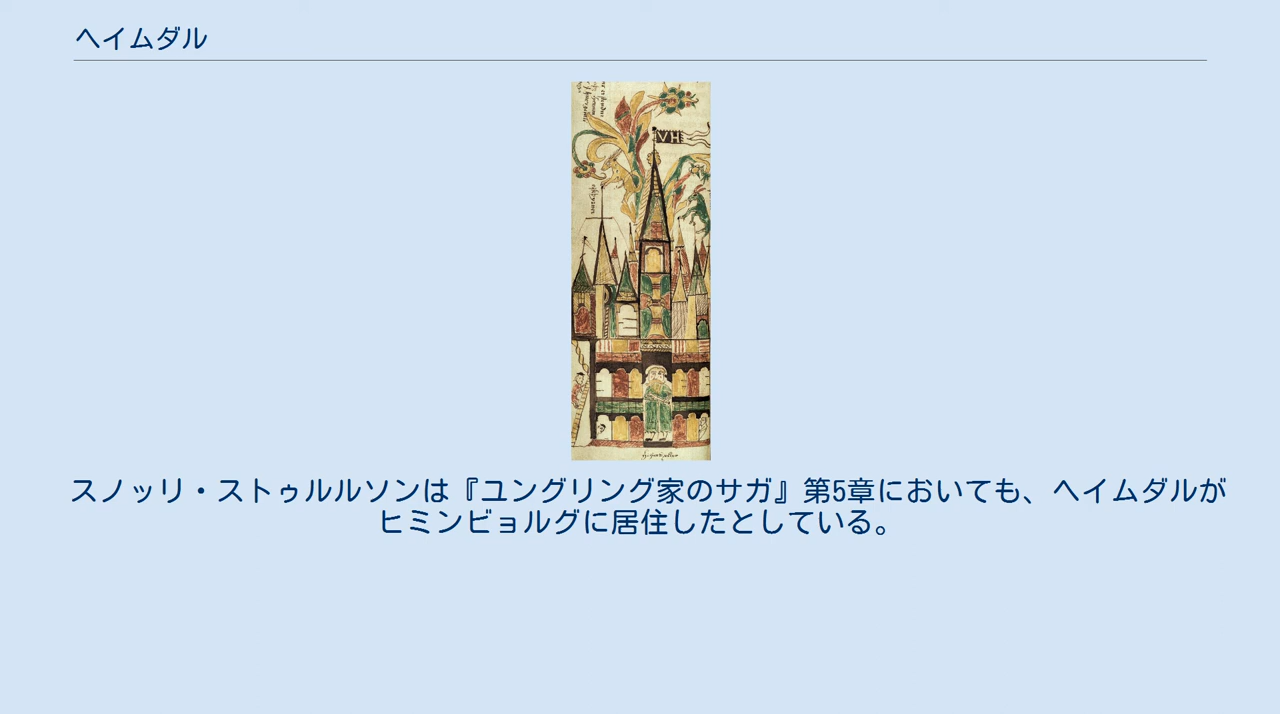 ヘイムダル
VH
スノッリ・ストゥルルソンは『ユングリング家のサガ』第5章においても、ヘイムダルが
ヒミンビョルグに居住したとしている。